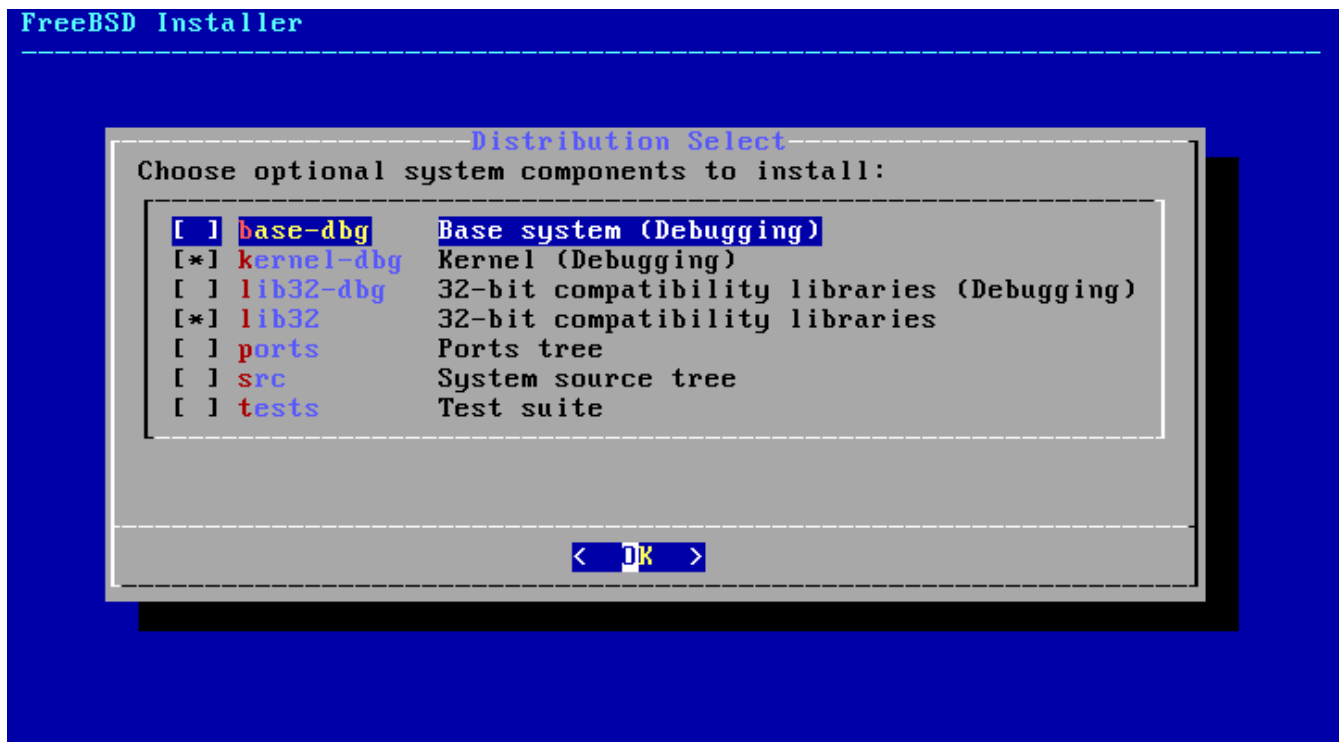 FreeBSD Installer
Distribution Select
Choose optional system components to install:
[ ] base-dbg Base system (Debugging)
[*] kernel-dbg Kernel (Debugging)
[ ] lib32-dbg 32-bit compatibility libraries (Debugging)
[*] lib32 32-bit compatibility libraries
[ ] ports Ports tree
[ ] src System source tree
[ ] tests Test suite
< OK >